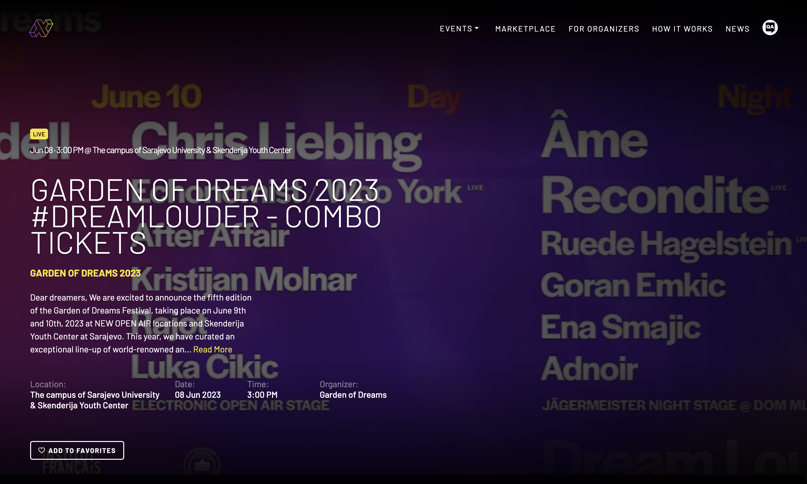 EVENTS
MARKETPLACE
FOR ORGANIZERS
HOW IT WORKS
NEWS
June 10
Day
Night
LIVE
Jun 08 - 3:00 PM @ The campus of Sarajevo University & Skenderija Youth Center
Chris Liebing
Âme
GARDEN OF DREAMS 2023
#DREAMLOUDER - COMBO
TICKETS
York LIVE
Recondite LIVE
After Affair
Ruede Hagelstein
GARDEN OF DREAMS 2023
Kristijan Molnar
Goran Emkic
Dear dreamers, We are excited to announce the fifth edition
of the Garden of Dreams Festival, taking place on June 9th
and 10th, 2023 at NEW OPEN AIR locations and Skenderija
Youth Center at Sarajevo. This year, we have curated an
exceptional line-up of world-renowned an... Read More
Ena Smajic
Luka Cikic
Adnoir
Location:
The campus of Sarajevo University
& Skenderija Youth Center
Date:
08 Jun 2023
Time:
3:00 PM
Organizer:
Garden of Dreams
ELECTRONIC OPEN AIR STAGE
JÄGERMEISTER NIGHT STAGE @ DOM
ADD TO FAVORITES
FRANÇAIS
Dream